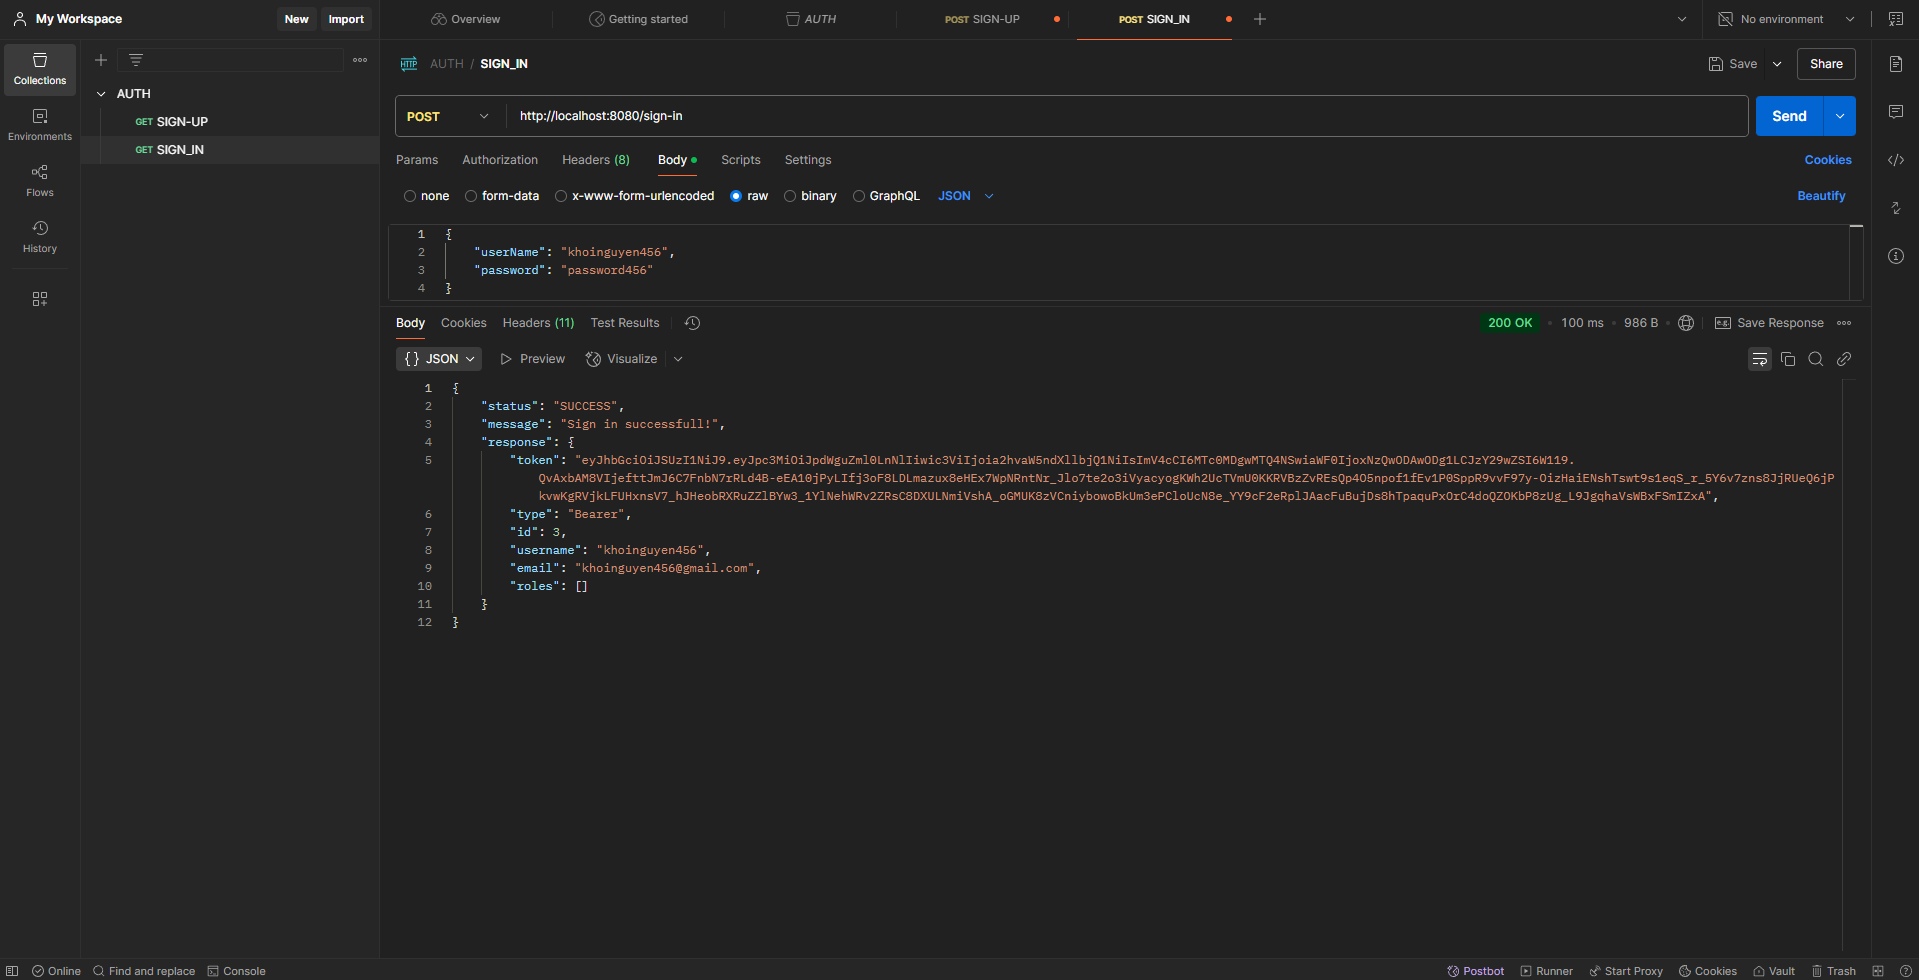 My Workspace
New
Import
Overview
Getting started
AUTH
POST SIGN-UP
POST SIGN_IN
No environment
Collections
Environments
Flows
History
AUTH
GET SIGN-UP
GET SIGN_IN
HTTP AUTH / SIGN_IN
Save
Share
POST
http://localhost:8080/sign-in
Send
Params
Authorization
Headers (8)
Body
Scripts
Settings
Cookies
none
form-data
x-www-form-urlencoded
raw
binary
GraphQL
JSON
Beautify
1 {
2 "userName": "khoinguyen456",
3 "password": "password456"
4 }
Body
Cookies
Headers (11)
Test Results
200 OK
100 ms
986 B
e.g. Save Response
{} JSON
Preview
Visualize
1 {
2 "status": "SUCCESS",
3 "message": "Sign in successfull!",
4 "response": {
5 "token": "eyJhbGciOiJSUzI1NiJ9.eyJpc3MiOiJpdWguZml0LnNlIiwic3ViIjoia2hvaW5ndXllbjQ1NiIsImV4cCI6MTc0MDgwMTQ4NSwiaWF0IjoxNzQwODAwODg1LCJzY29wZSI6W119.
6 "type": "Bearer",
7 "id": 3,
8 "username": "khoinguyen456",
9 "email": "khoinguyen456@gmail.com",
10 "roles": []
11 }
12 }
Online
Find and replace
Console
Postbot
Runner
Start Proxy
Cookies
Vault
Trash